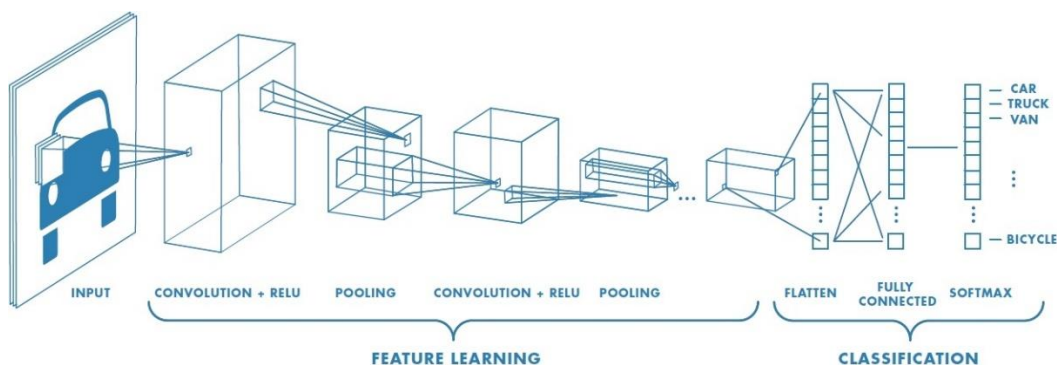 CAR
TRUCK
VAN
BICYCLE
INPUT
CONVOLUTION + RELU
POOLING
CONVOLUTION + RELU
POOLING
FLATTEN
FULLY
CONNECTED
SOFTMAX
FEATURE LEARNING
CLASSIFICATION